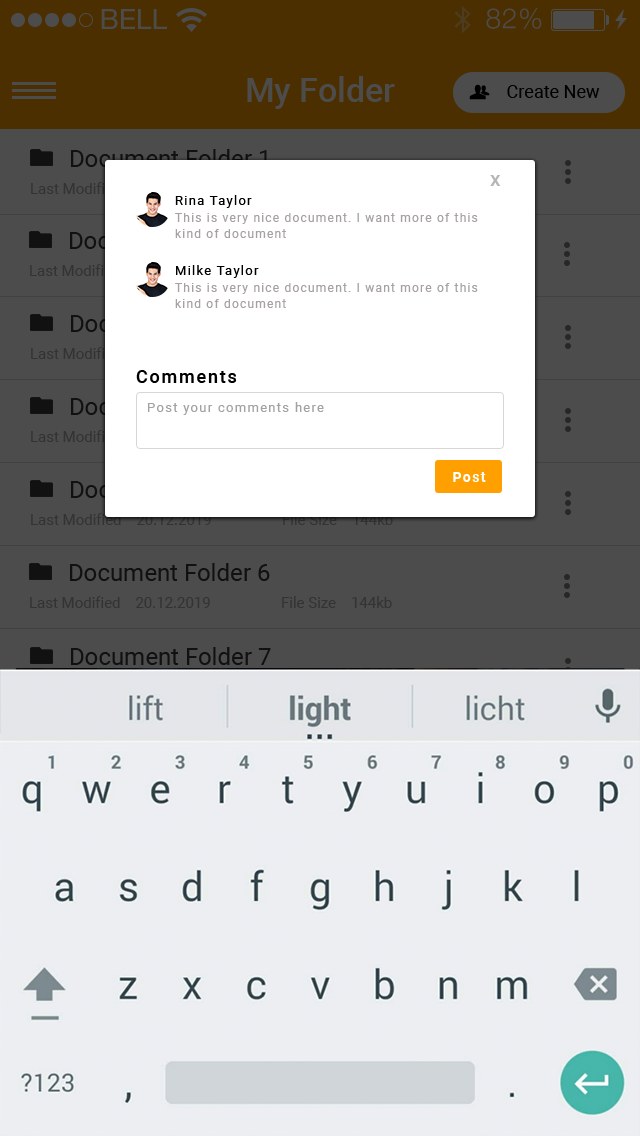 BELL 82%
My Folder
Create New
Document Folder 1
Last Modif
x
Rina Taylor
This is very nice document. I want more of this
kind of document
Doc
Last Modif
Milke Taylor
This is very nice document. I want more of this
kind of document
Doc
Last Modif
Comments
Post your comments here
Doc
Last Modif
Post
Doc
Last Modified 20.12.2019 File Size 144kb
Document Folder 6
Last Modified 20.12.2019 File Size 144kb
Document Folder 7
lift light licht
1 2 3 4 5 6 7 8 9 0
q w e r t y u i o p
a s d f g h j k l
z x c v b n m
?123 , .